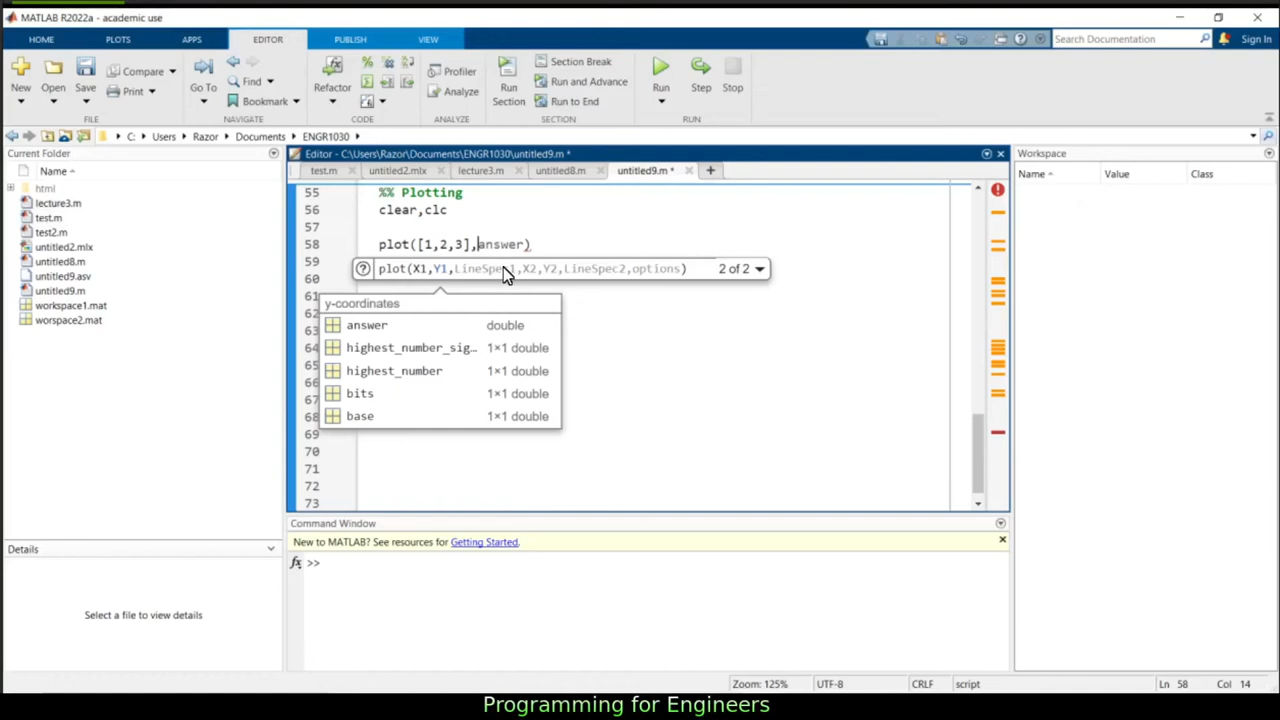 MATLAB R2022a - academic use
HOME PLOTS APPS EDITOR PUBLISH VIEW Search Documentation Sign In
New Open Save Compare Print Go To Find Bookmark Refactor Profiler Analyze Run Section Section Break Run and Advance Run to End Run Step Stop
FILE NAVIGATE CODE ANALYZE SECTION RUN
C: Users Razor Documents ENGR1030
Current Folder
Name
html
lecture3.m
test.m
test2.m
untitled2.mlx
untitled8.m
untitled9.asv
untitled9.m
workspace1.mat
worspace2.mat
Details
Select a file to view details
Editor - C:\Users\Razor\Documents\ENGR1030\untitled9.m *
test.m untitled2.mlx lecture3.m untitled8.m untitled9.m *
55 %% Plotting
56 clear,clc
57
58 plot([1,2,3],answer)
59
60
61
62
63
64
65
66
67
68
69
70
71
72
73
plot(X1,Y1,LineSpec1,X2,Y2,LineSpec2,options) 2 of 2
y-coordinates
answer double
highest_number_sig... 1×1 double
highest_number 1×1 double
bits 1×1 double
base 1×1 double
Command Window
New to MATLAB? See resources for Getting Started.
fx >>
Workspace
Name Value Class
Zoom: 125% UTF-8 CRLF script Ln 58 Col 14
Programming for Engineers